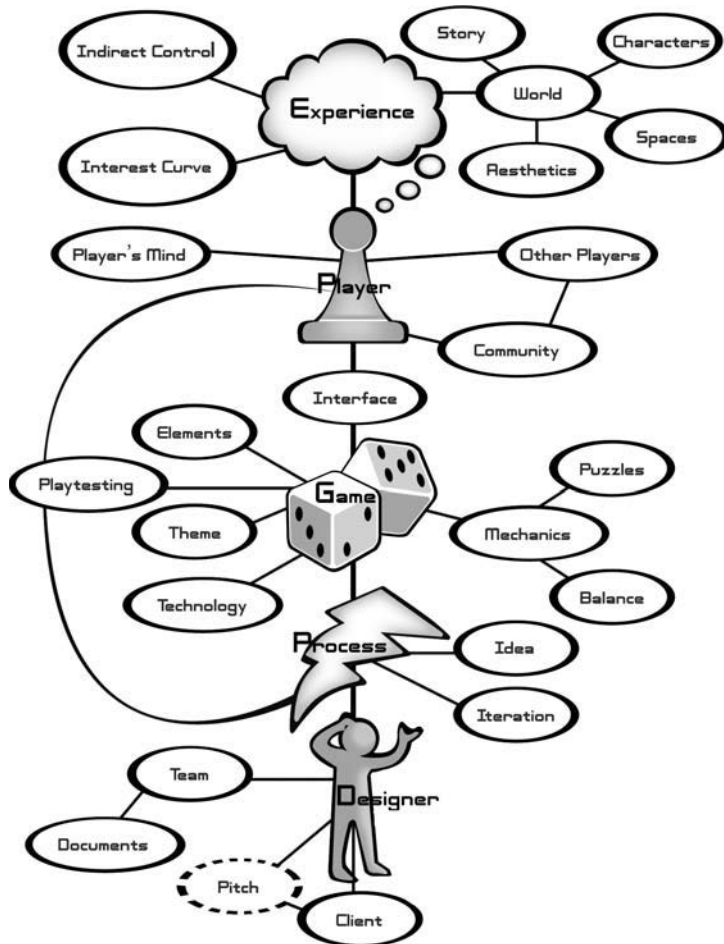 Story
Indirect Control
Characters
World
Experience
Spaces
Interest Curve
Aesthetics
Player's Mind
Other Players
Player
Community
Interface
Elements
Puzzles
Playtesting
Game
Theme
Mechanics
Technology
Balance
Process
Idea
Iteration
Team
Designer
Documents
Pitch
Client